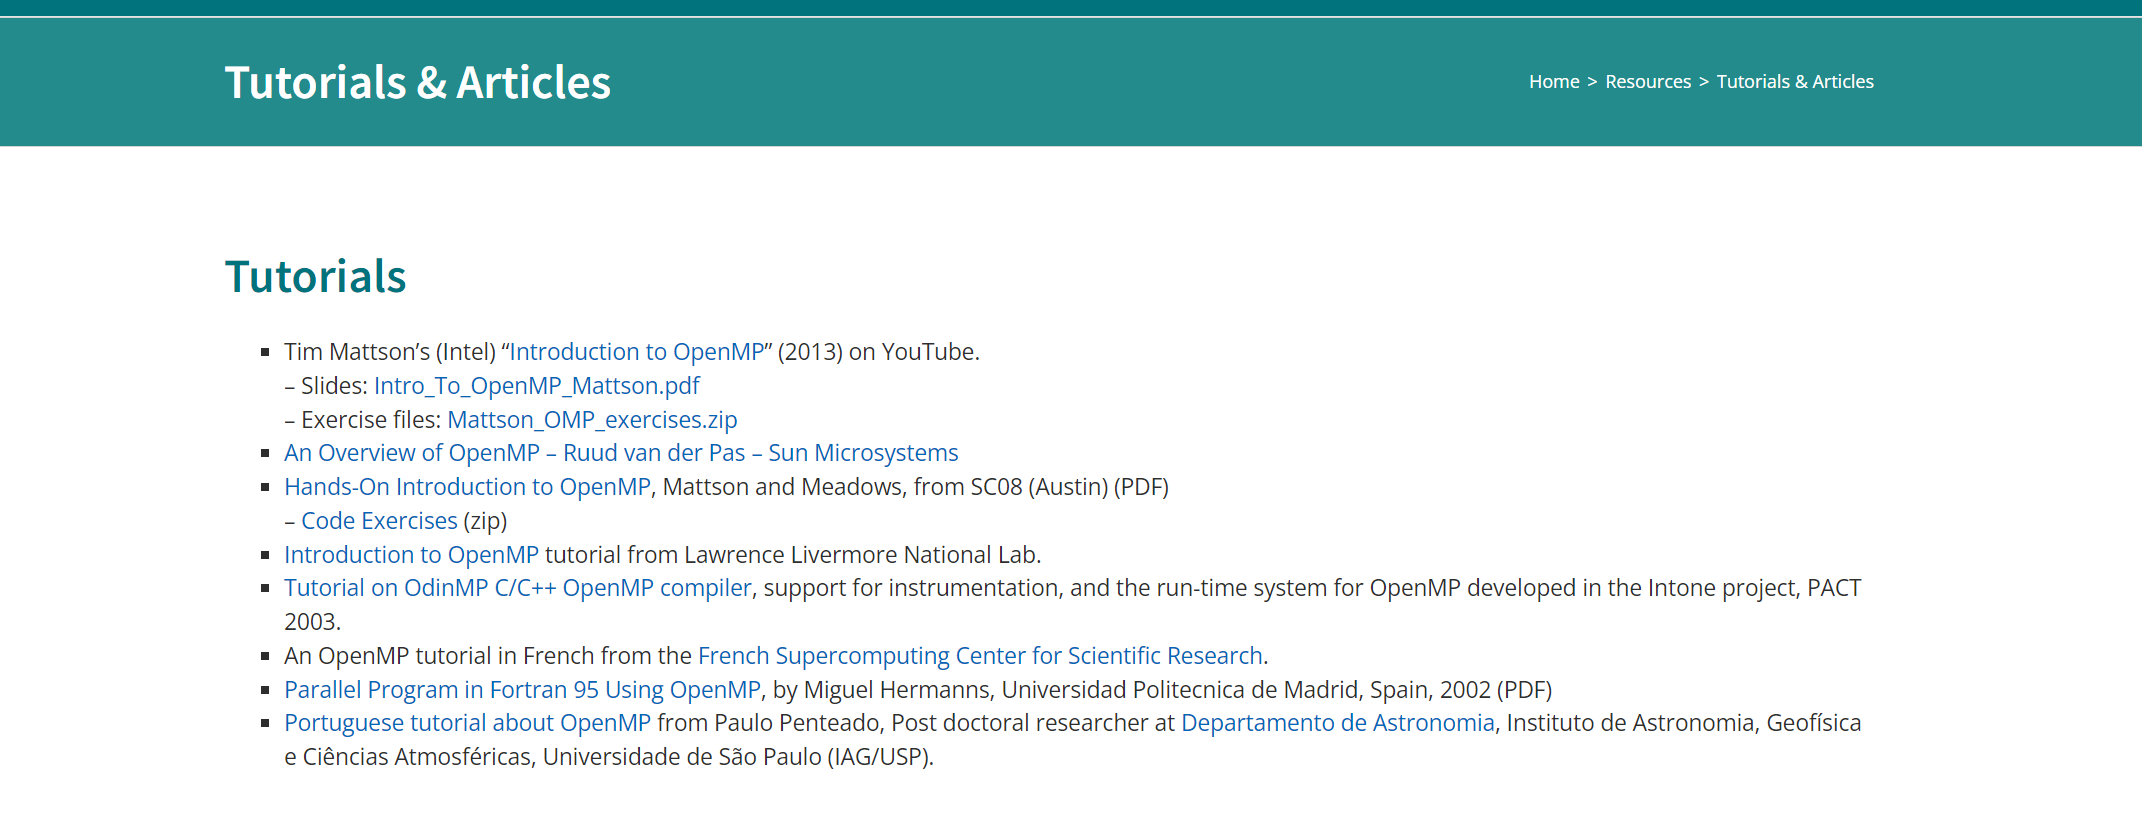 Tutorials & Articles
Home > Resources > Tutorials & Articles
Tutorials
▪ Tim Mattson’s (Intel) “Introduction to OpenMP” (2013) on YouTube.
– Slides: Intro_To_OpenMP_Mattson.pdf
– Exercise files: Mattson_OMP_exercises.zip
▪ An Overview of OpenMP – Ruud van der Pas – Sun Microsystems
▪ Hands-On Introduction to OpenMP, Mattson and Meadows, from SC08 (Austin) (PDF)
– Code Exercises (zip)
▪ Introduction to OpenMP tutorial from Lawrence Livermore National Lab.
▪ Tutorial on OdinMP C/C++ OpenMP compiler, support for instrumentation, and the run-time system for OpenMP developed in the Intone project, PACT
2003.
▪ An OpenMP tutorial in French from the French Supercomputing Center for Scientific Research.
▪ Parallel Program in Fortran 95 Using OpenMP, by Miguel Hermanns, Universidad Politecnica de Madrid, Spain, 2002 (PDF)
▪ Portuguese tutorial about OpenMP from Paulo Penteado, Post doctoral researcher at Departamento de Astronomia, Instituto de Astronomia, Geofísica
e Ciências Atmosféricas, Universidade de São Paulo (IAG/USP).